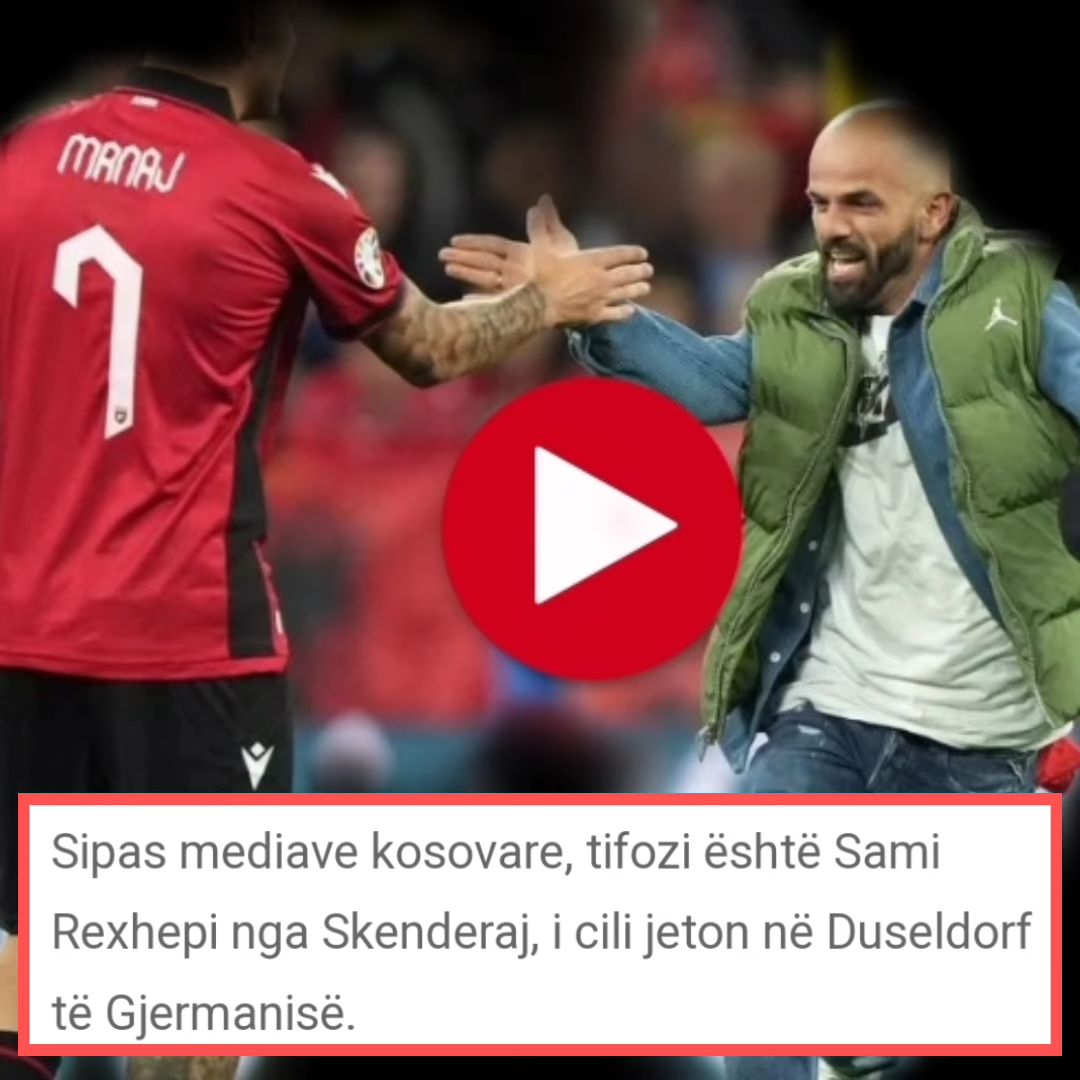 MANAJ
7
Sipas mediave kosovare, tifozi është Sami
Rexhepi nga Skenderaj, i cili jeton në Duseldorf
të Gjermanisë.